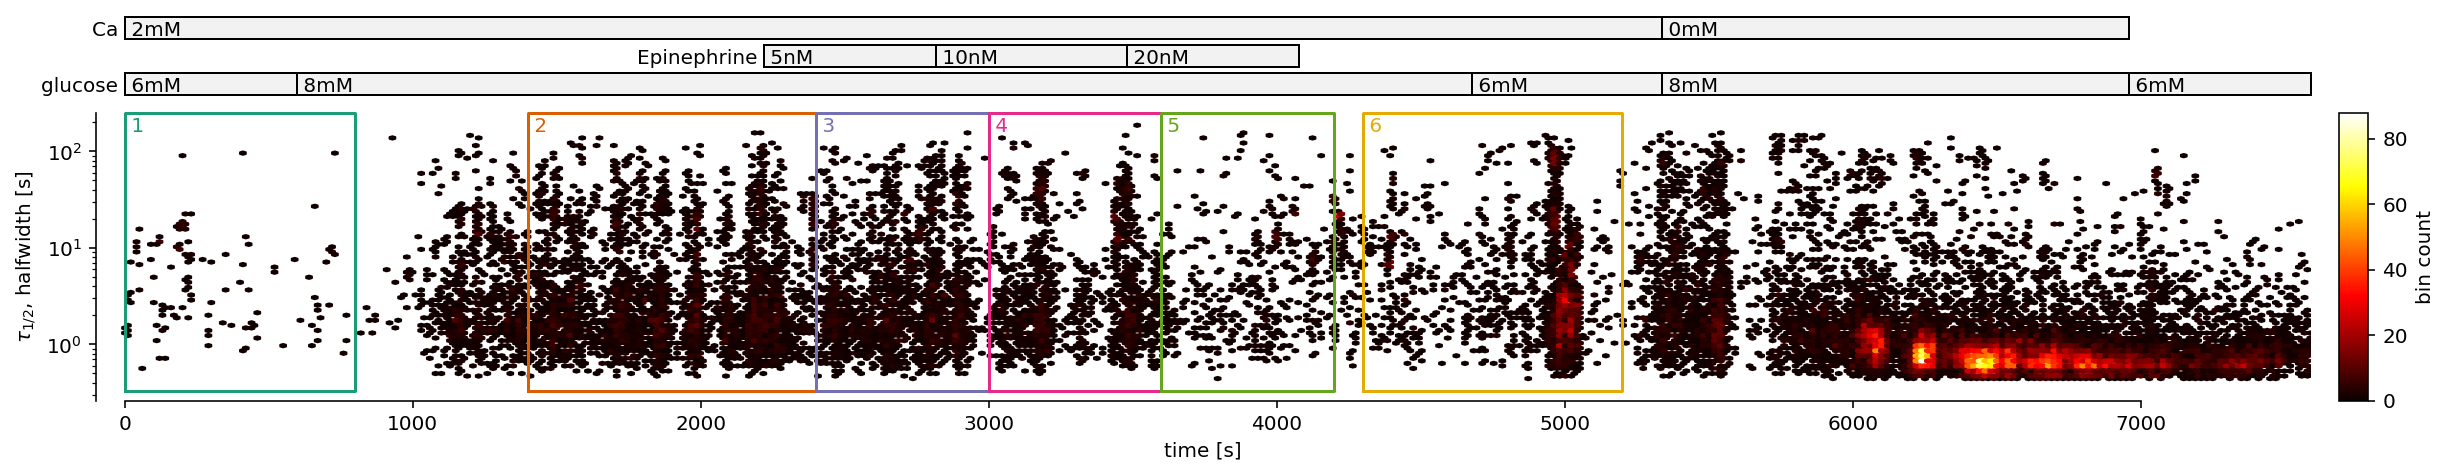 Ca 2mM 0mM
Epinephrine 5nM 10nM 20nM
glucose 6mM 8mM 6mM 8mM 6mM
1 2 3 4 5 6
10² 10¹ 10⁰
τ1/2, halfwidth [s]
0 1000 2000 3000 4000 5000 6000 7000
time [s]
80
60
40
20
0
bin count